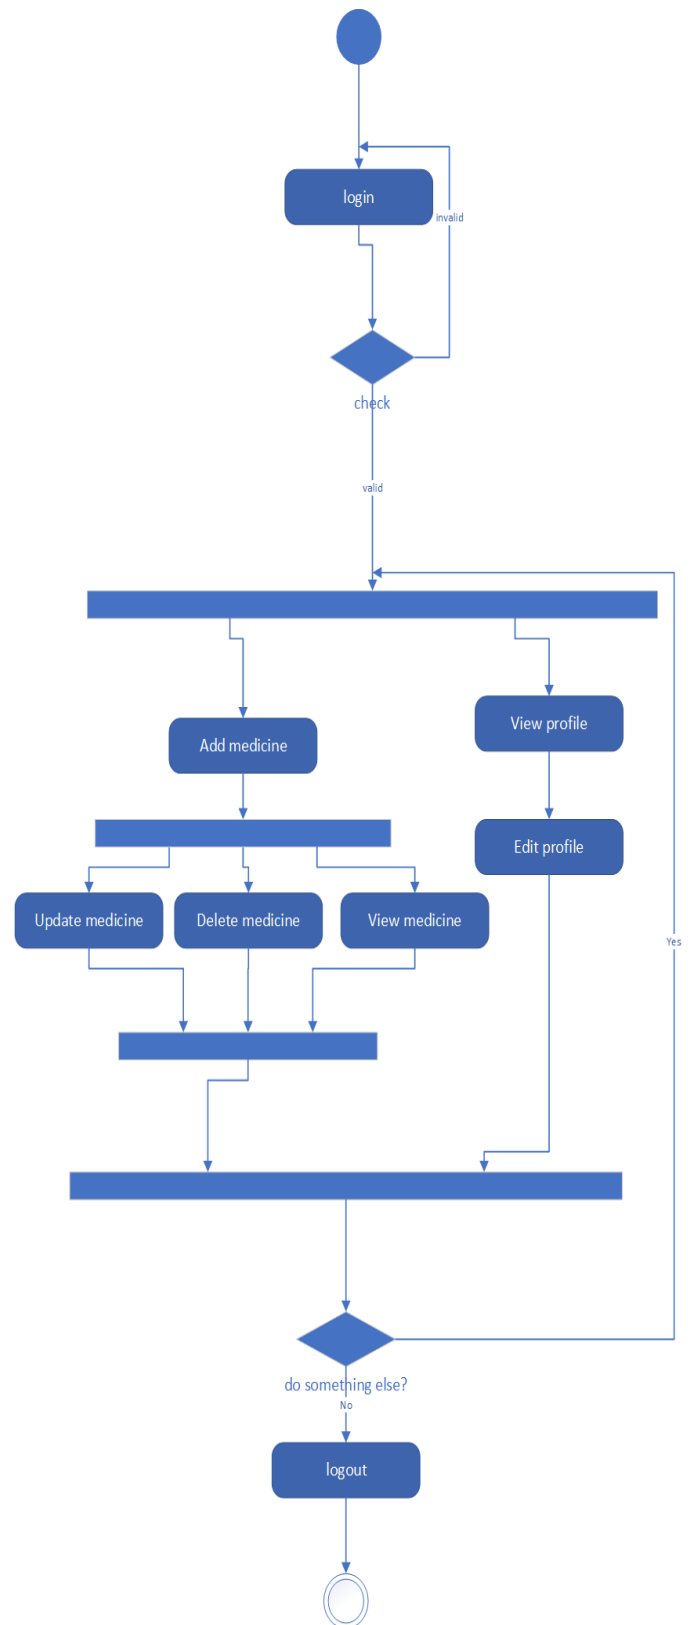 login
invalid
check
valid
View profile
Add medicine
Edit profile
Update medicine
Delete medicine
View medicine
Yes
do something else?
No
logout